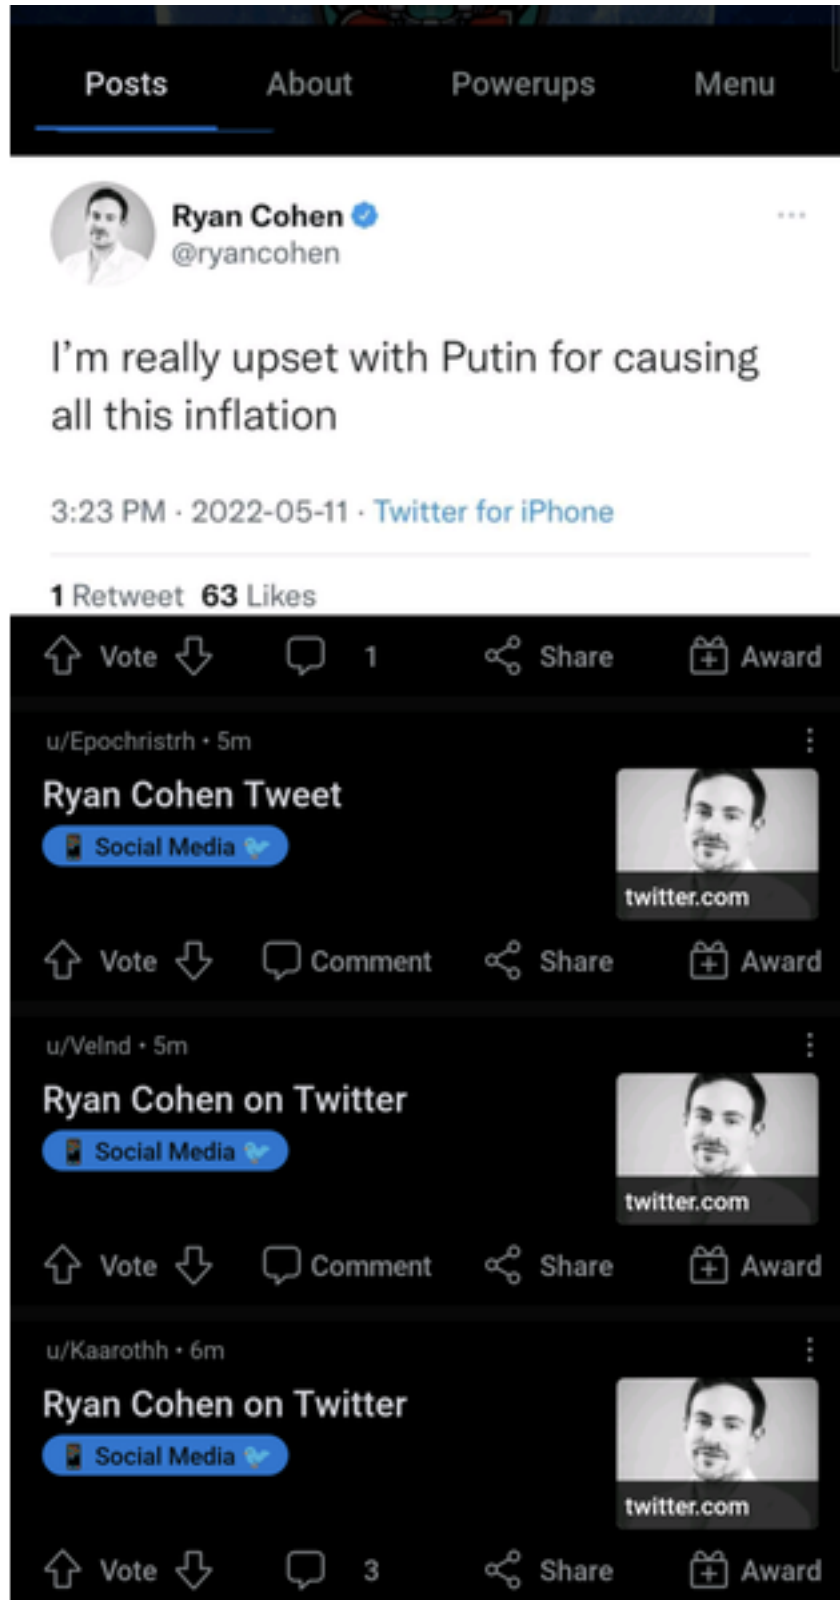 Posts About Powerups Menu
Ryan Cohen
@ryancohen
I'm really upset with Putin for causing
all this inflation
3:23 PM · 2022-05-11 · Twitter for iPhone
1 Retweet 63 Likes
Vote 1 Share Award
u/Epochristrh • 5m
Ryan Cohen Tweet
Social Media
twitter.com
Vote Comment Share Award
u/Velnd • 5m
Ryan Cohen on Twitter
Social Media
twitter.com
Vote Comment Share Award
u/Kaarothh • 6m
Ryan Cohen on Twitter
Social Media
twitter.com
Vote 3 Share Award